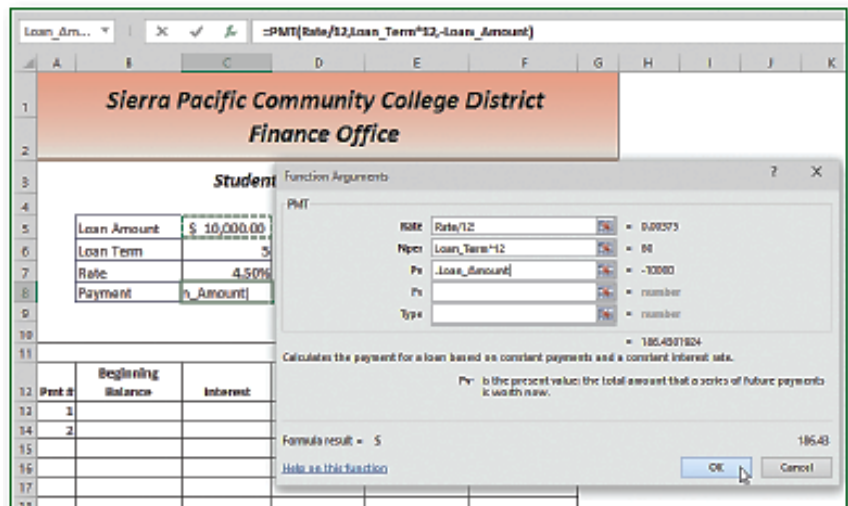 Loan_Am... =PMT(Rate/12,Loan_Term*12,-Loan_Amount)
A B C D E F G H I J K
1 Sierra Pacific Community College District
2 Finance Office
3 Student
Function Arguments ? X
4
PMT
5 Loan Amount $ 10,000.00
Rate Rate/12 = 0.00375
6 Loan Term 5
Nper Loan_Term*12 = 60
7 Rate 4.50%
Pv -Loan_Amount = -10000
8 Payment n_Amount)
Fv = number
9
Type = number
10
= 186.4301924
11
Calculates the payment for a loan based on constant payments and a constant interest rate.
12 Pmt # Beginning Balance Interest
Pv is the present value: the total amount that a series of future payments
is worth now.
13 1
14 2
Formula result = $ 186.43
15
16
Help on this function OK Cancel
17